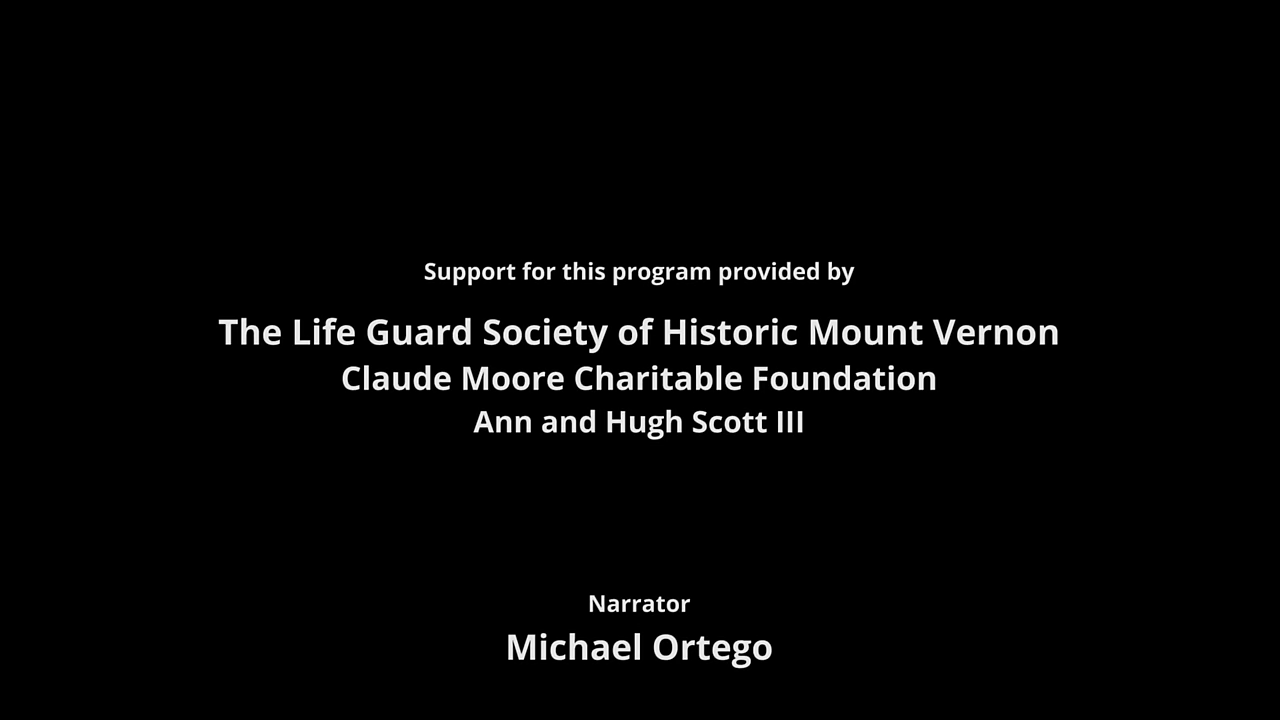 Support for this program provided by
The Life Guard Society of Historic Mount Vernon
Claude Moore Charitable Foundation
Ann and Hugh Scott III
Narrator
Michael Ortego